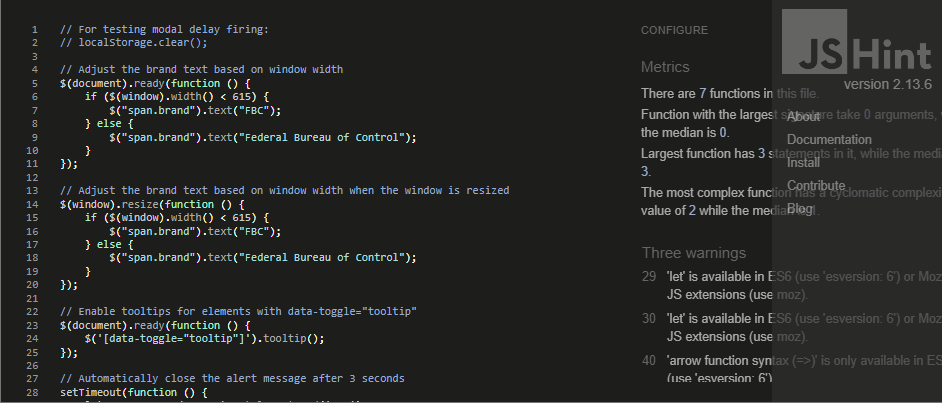 1 // For testing modal delay firing:
2 // localStorage.clear();
3
4 // Adjust the brand text based on window width
5 $(document).ready(function () {
6 if ($(window).width() < 615) {
7 $("span.brand").text("FBC");
8 } else {
9 $("span.brand").text("Federal Bureau of Control");
10 }
11 });
12
13 // Adjust the brand text based on window width when the window is resized
14 $(window).resize(function () {
15 if ($(window).width() < 615) {
16 $("span.brand").text("FBC");
17 } else {
18 $("span.brand").text("Federal Bureau of Control");
19 }
20 });
21
22 // Enable tooltips for elements with data-toggle="tooltip"
23 $(document).ready(function () {
24 $('[data-toggle="tooltip"]').tooltip();
25 });
26
27 // Automatically close the alert message after 3 seconds
28 setTimeout(function () {
CONFIGURE
Metrics
There are 7 functions in this file.
Function with the largest signature take 0 arguments,
the median is 0.
Largest function has 3 statements in it, while the medi
3.
The most complex function has a cyclomatic complexi
value of 2 while the median is 1.
Three warnings
29 'let' is available in ES6 (use 'esversion: 6') or Moz
JS extensions (use moz).
30 'let' is available in ES6 (use 'esversion: 6') or Moz
JS extensions (use moz).
40 'arrow function syntax (=>)' is only available in ES
(use 'esversion: 6')
JSHint
version 2.13.6
About
Documentation
Install
Contribute
Blog